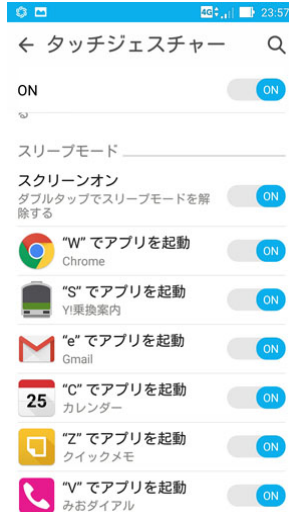 4G 23:57
← タッチジェスチャー
ON ON
スリープモード
スクリーンオン
ダブルタップでスリープモードを解
除する
ON
"W" でアプリを起動
Chrome
ON
"S" でアプリを起動
Y!乗換案内
ON
"e" でアプリを起動
Gmail
ON
25
"C" でアプリを起動
カレンダー
ON
"Z" でアプリを起動
クイックメモ
ON
"V" でアプリを起動
みおダイアル
ON